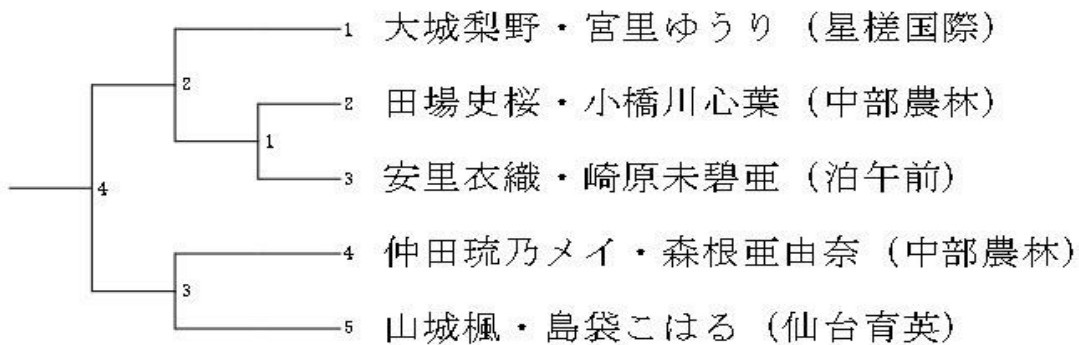 1 大城梨野・宮里ゆうり (星槎国際)
2
2 田場史桜・小橋川心葉 (中部農林)
1
3 安里衣織・崎原未碧亜 (泊午前)
4
4 仲田琉乃メイ・森根亜由奈 (中部農林)
3
5 山城楓・島袋こはる (仙台育英)